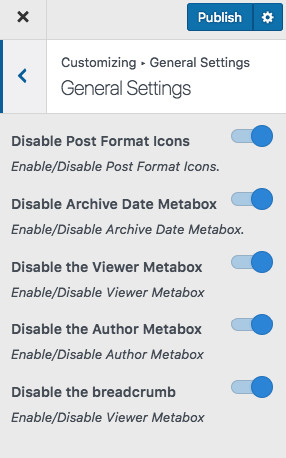 Publish
Customizing ▸ General Settings
General Settings
Disable Post Format Icons
Enable/Disable Post Format Icons.
Disable Archive Date Metabox
Enable/Disable Archive Date Metabox.
Disable the Viewer Metabox
Enable/Disable Viewer Metabox
Disable the Author Metabox
Enable/Disable Author Metabox
Disable the breadcrumb
Enable/Disable Viewer Metabox